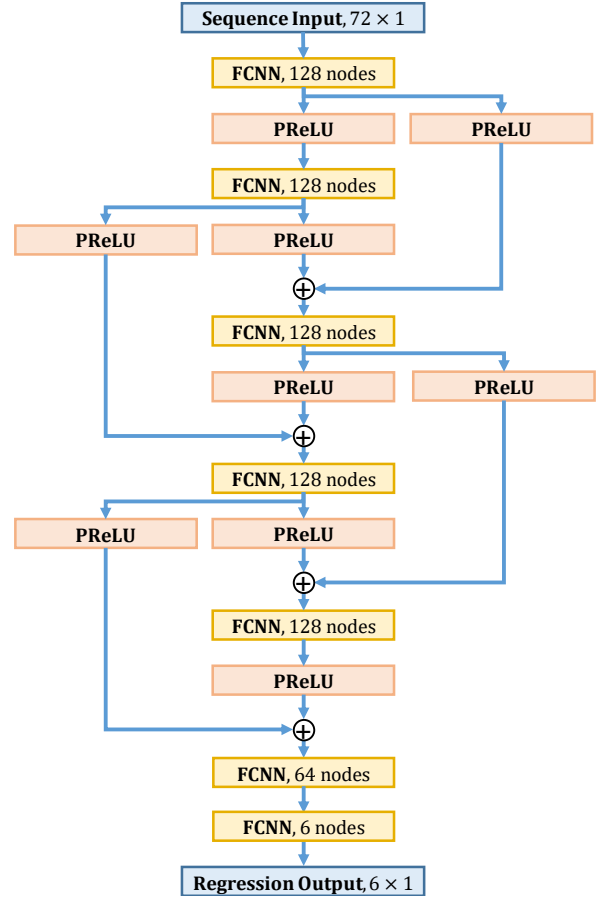 Sequence Input, 72 × 1
FCNN, 128 nodes
PReLU
PReLU
FCNN, 128 nodes
PReLU
PReLU
FCNN, 128 nodes
PReLU
PReLU
FCNN, 128 nodes
PReLU
PReLU
FCNN, 128 nodes
PReLU
FCNN, 64 nodes
FCNN, 6 nodes
Regression Output, 6 × 1